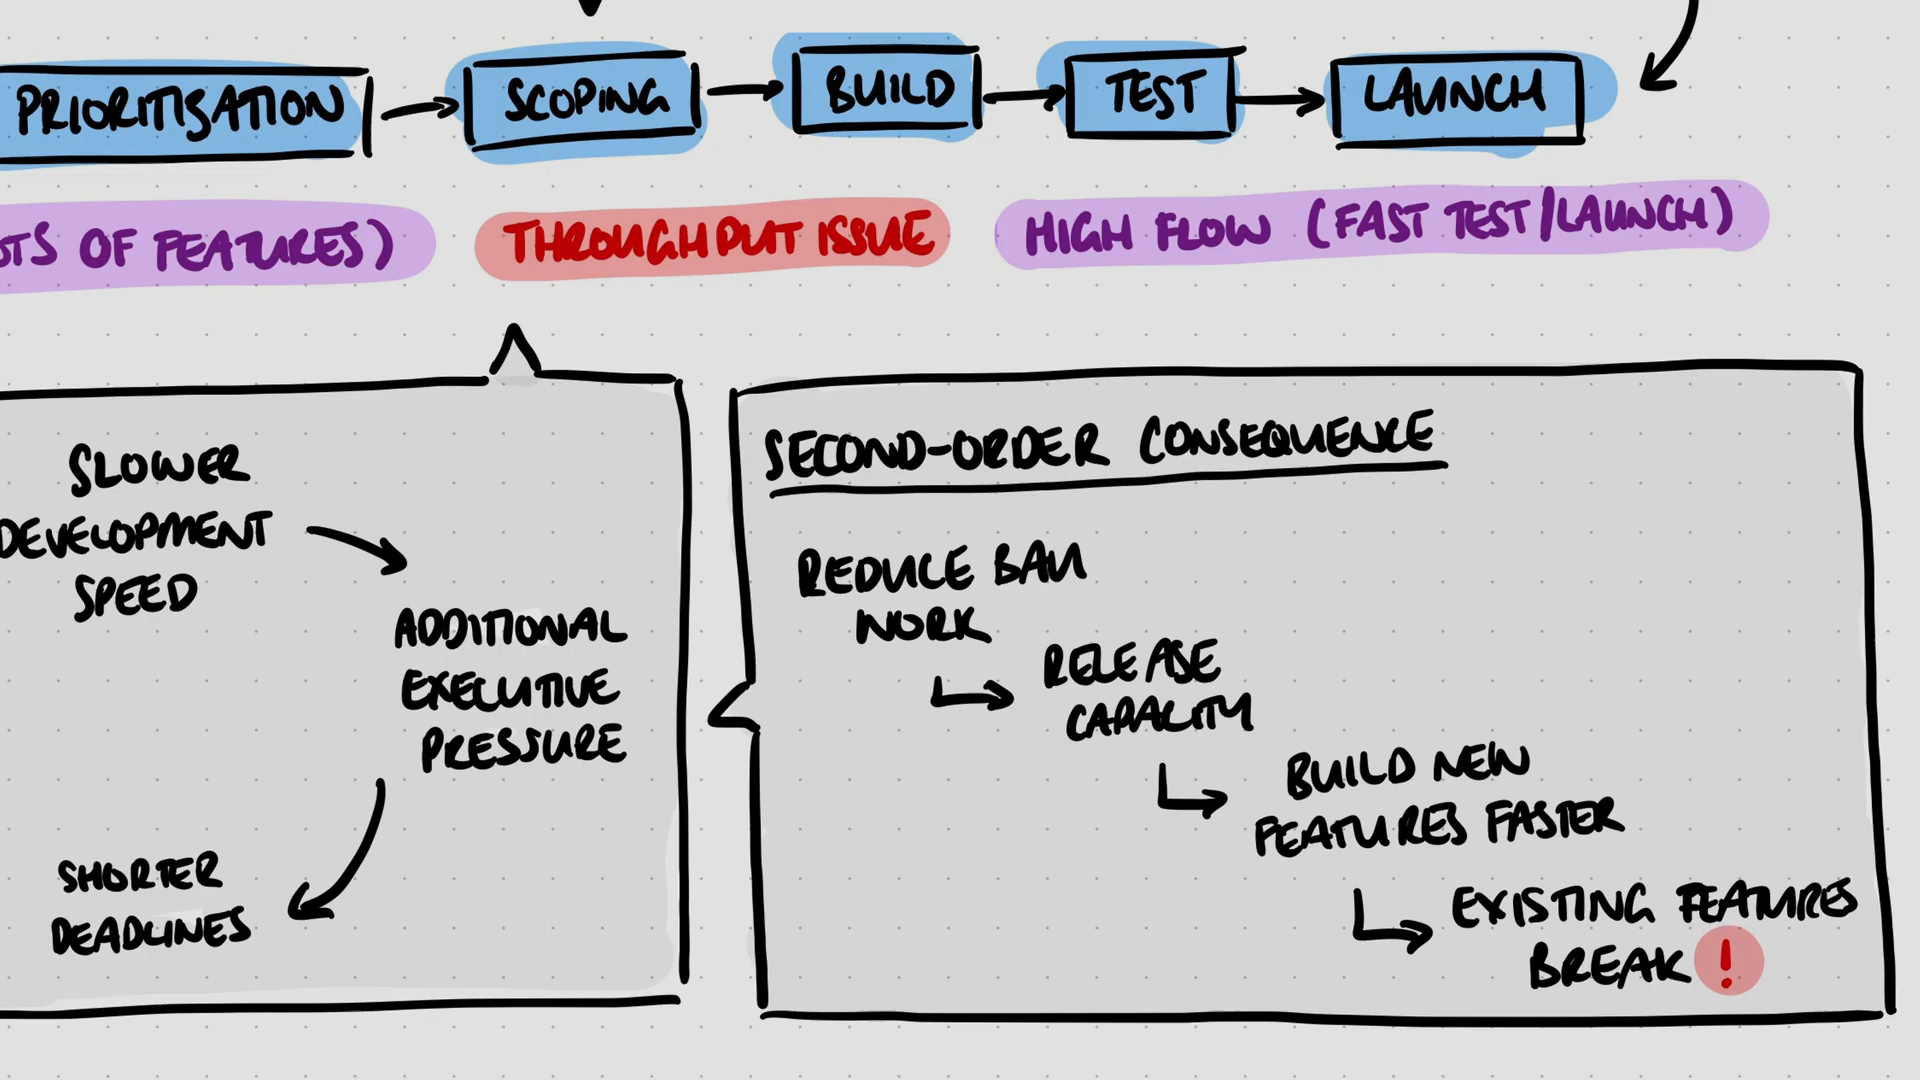 PRIORITISATION
SCOPING
BUILD
TEST
LAUNCH
OF FEATURES)
THROUGHPUT ISSUE
HIGH FLOW (FAST TEST/LAUNCH)
SLOWER
DEVELOPMENT
SPEED
ADDITIONAL
EXECUTIVE
PRESSURE
SHORTER
DEADLINES
SECOND-ORDER CONSEQUENCE
REDUCE BAU
WORK
RELEASE
CAPACITY
BUILD NEW
FEATURES FASTER
EXISTING FEATURES
BREAK !